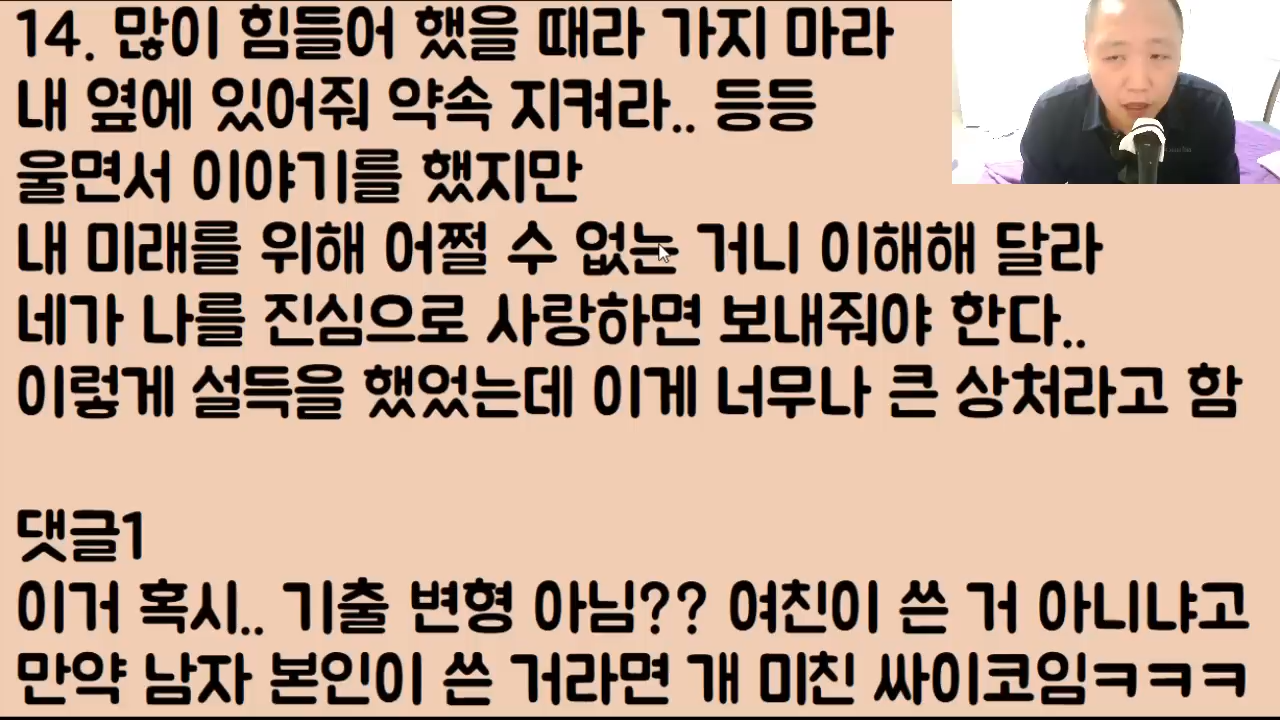 14. 많이 힘들어 했을 때라 가지 마라
내 옆에 있어줘 약속 지켜라.. 등등
울면서 이야기를 했지만
내 미래를 위해 어쩔 수 없는 거니 이해해 달라
네가 나를 진심으로 사랑하면 보내줘야 한다..
이렇게 설득을 했었는데 이게 너무나 큰 상처라고 함
댓글1
이거 혹시.. 기출 변형 아님?? 여친이 쓴 거 아니냐고
만약 남자 본인이 쓴 거라면 개 미친 싸이코임ㅋㅋㅋ